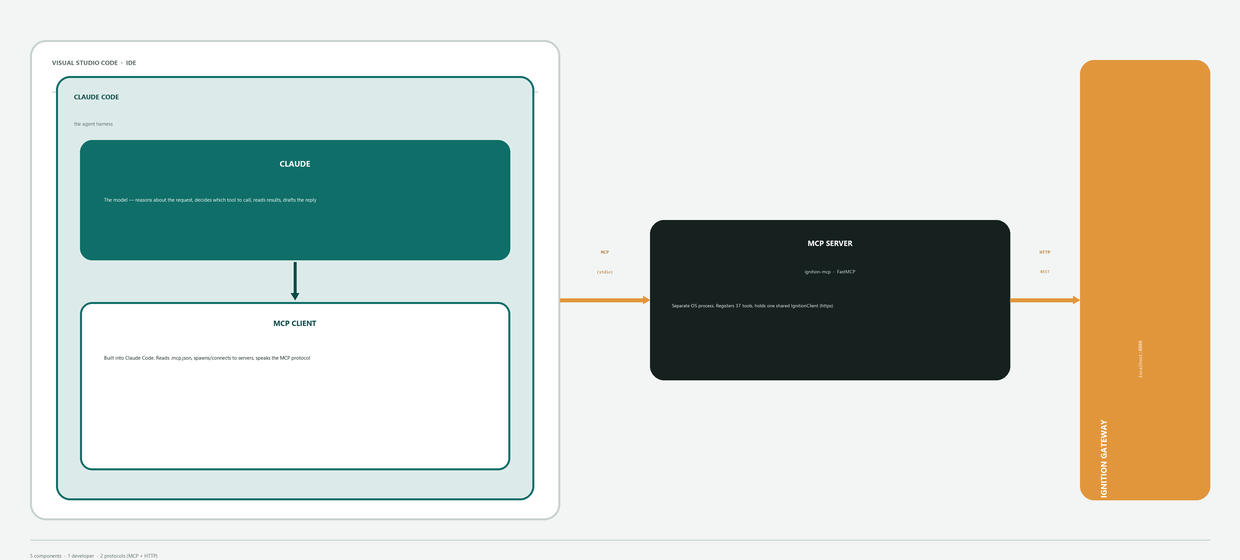 VISUAL STUDIO CODE · IDE
CLAUDE CODE
the agent harness
CLAUDE
The model — reasons about the request, decides which tool to call, reads results, drafts the reply
MCP CLIENT
Built into Claude Code. Reads .mcp.json, spawns/connects to servers, speaks the MCP protocol
MCP
(stdio)
MCP SERVER
ignition-mcp · FastMCP
Separate OS process. Registers 37 tools, holds one shared IgnitionClient (httpx)
HTTP
REST
IGNITION GATEWAY
localhost:8088
5 components · 1 developer · 2 protocols (MCP + HTTP)